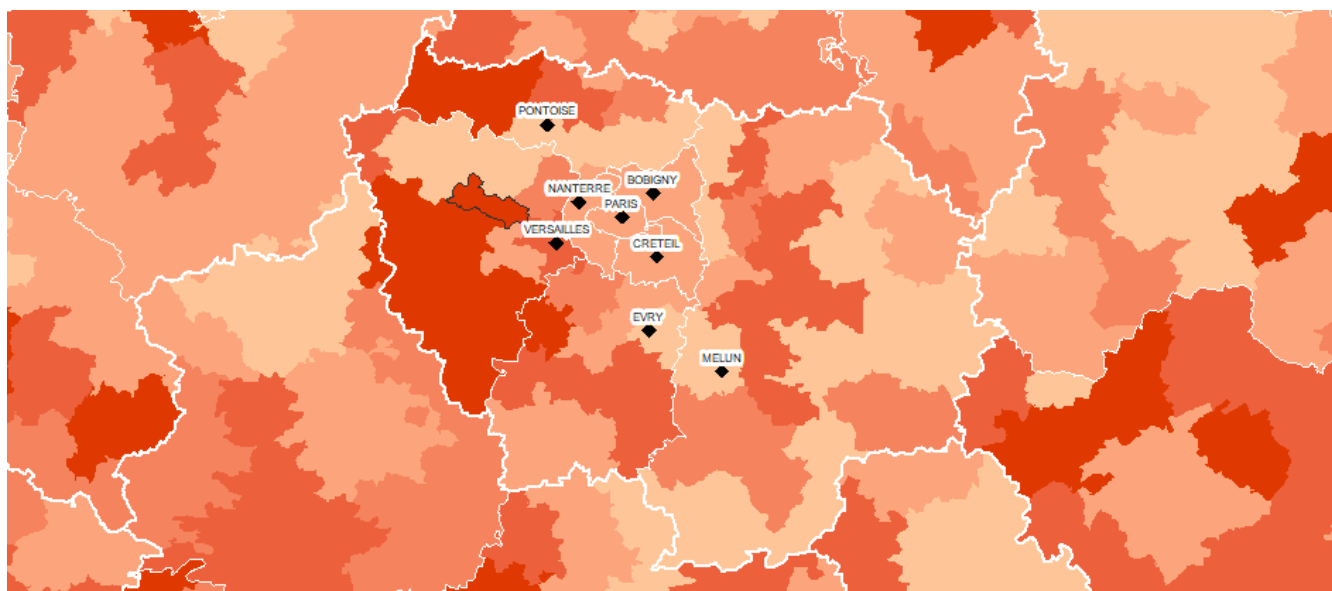 PONTOISE
BOBIGNY
NANTERRE
PARIS
VERSAILLES
CRETEIL
EVRY
MELUN